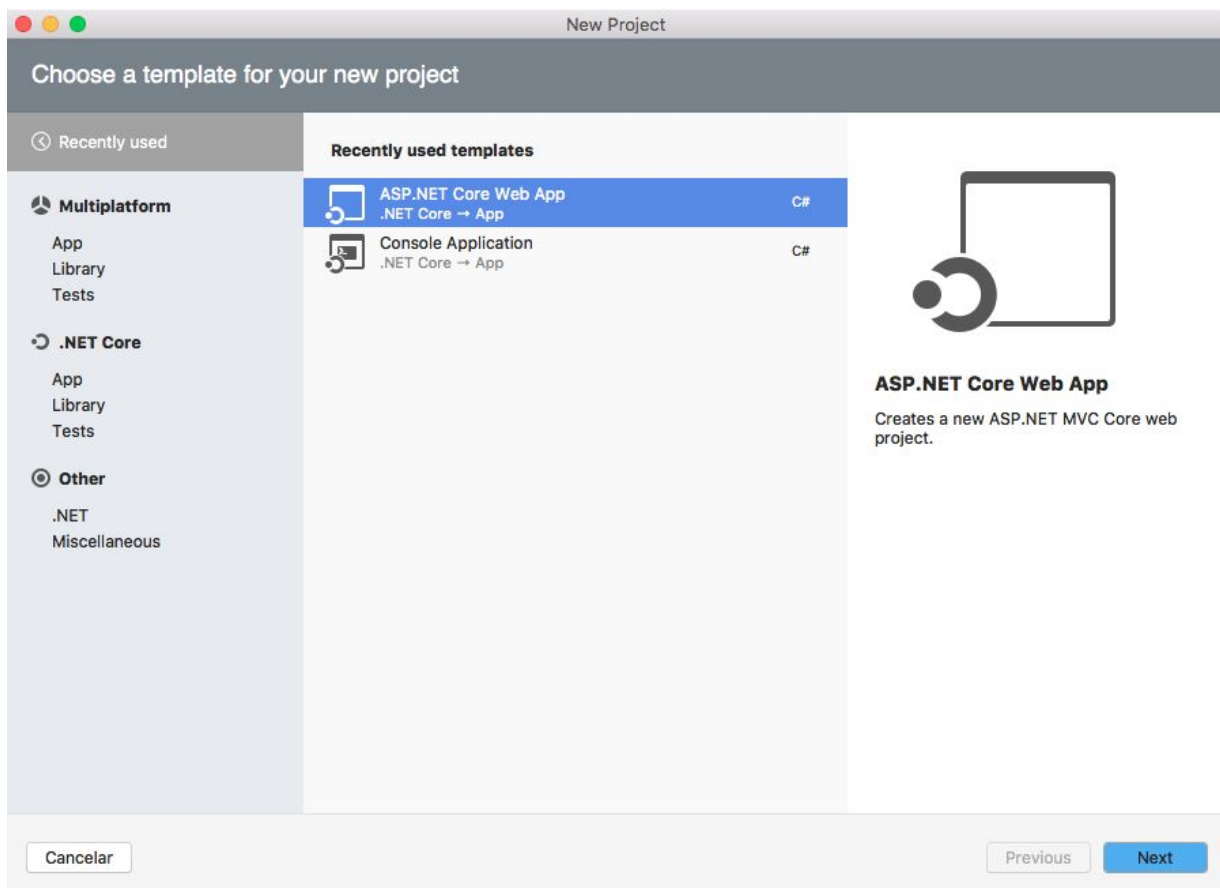 New Project
Choose a template for your new project
Recently used
Multiplatform
App
Library
Tests
.NET Core
App
Library
Tests
Other
.NET
Miscellaneous
Recently used templates
ASP.NET Core Web App
.NET Core → App
C#
Console Application
.NET Core → App
C#
ASP.NET Core Web App
Creates a new ASP.NET MVC Core web
project.
Cancelar
Previous
Next